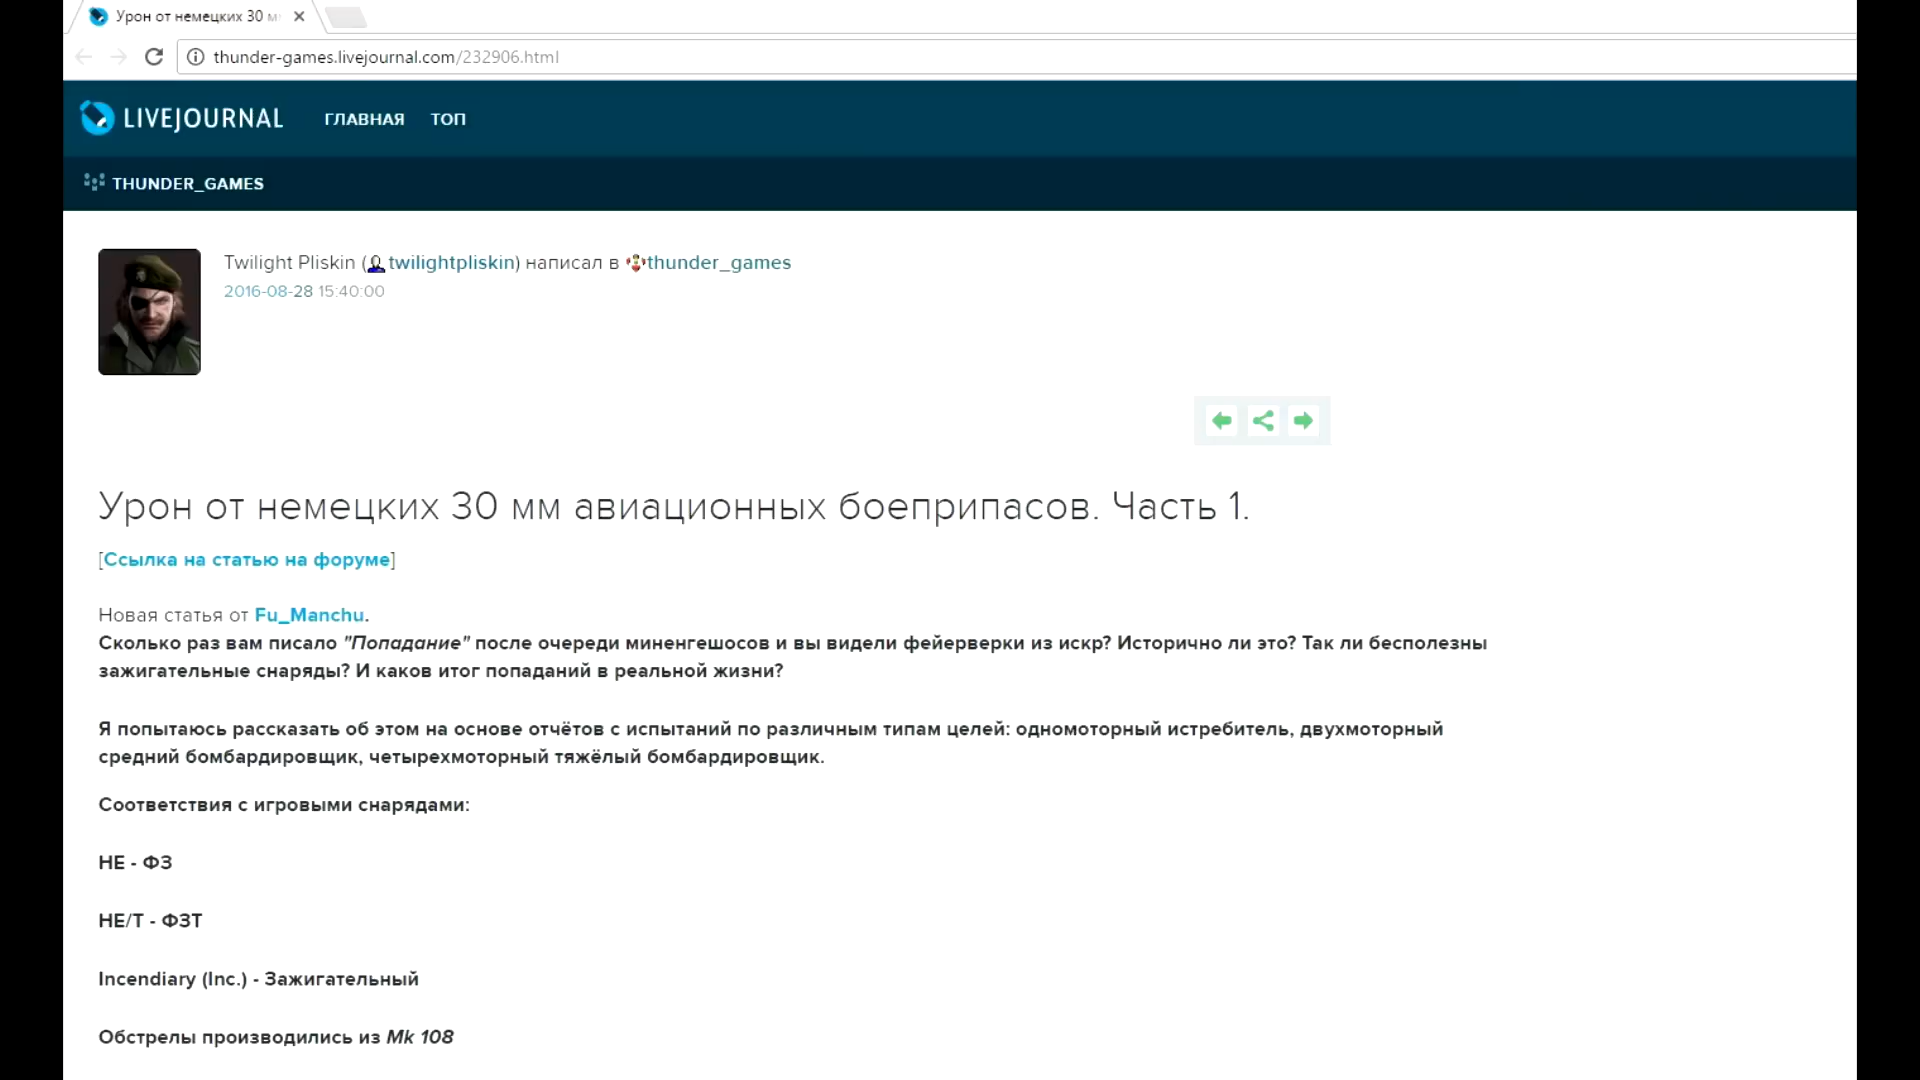 Урон от немецких 30 м
thunder-games.livejournal.com/232906.html
LIVEJOURNAL ГЛАВНАЯ ТОП
THUNDER_GAMES
Twilight Pliskin (twilightpliskin) написал в thunder_games
2016-08-28 15:40:00
Урон от немецких 30 мм авиационных боеприпасов. Часть 1.
[Ссылка на статью на форуме]
Новая статья от Fu_Manchu.
Сколько раз вам писало "Попадание" после очереди миненгешосов и вы видели фейерверки из искр? Исторично ли это? Так ли бесполезны
зажигательные снаряды? И каков итог попаданий в реальной жизни?
Я попытаюсь рассказать об этом на основе отчётов с испытаний по различным типам целей: одномоторный истребитель, двухмоторный
средний бомбардировщик, четырехмоторный тяжёлый бомбардировщик.
Соответствия с игровыми снарядами:
HE - ФЗ
HE/T - ФЗТ
Incendiary (Inc.) - Зажигательный
Обстрелы производились из Mk 108